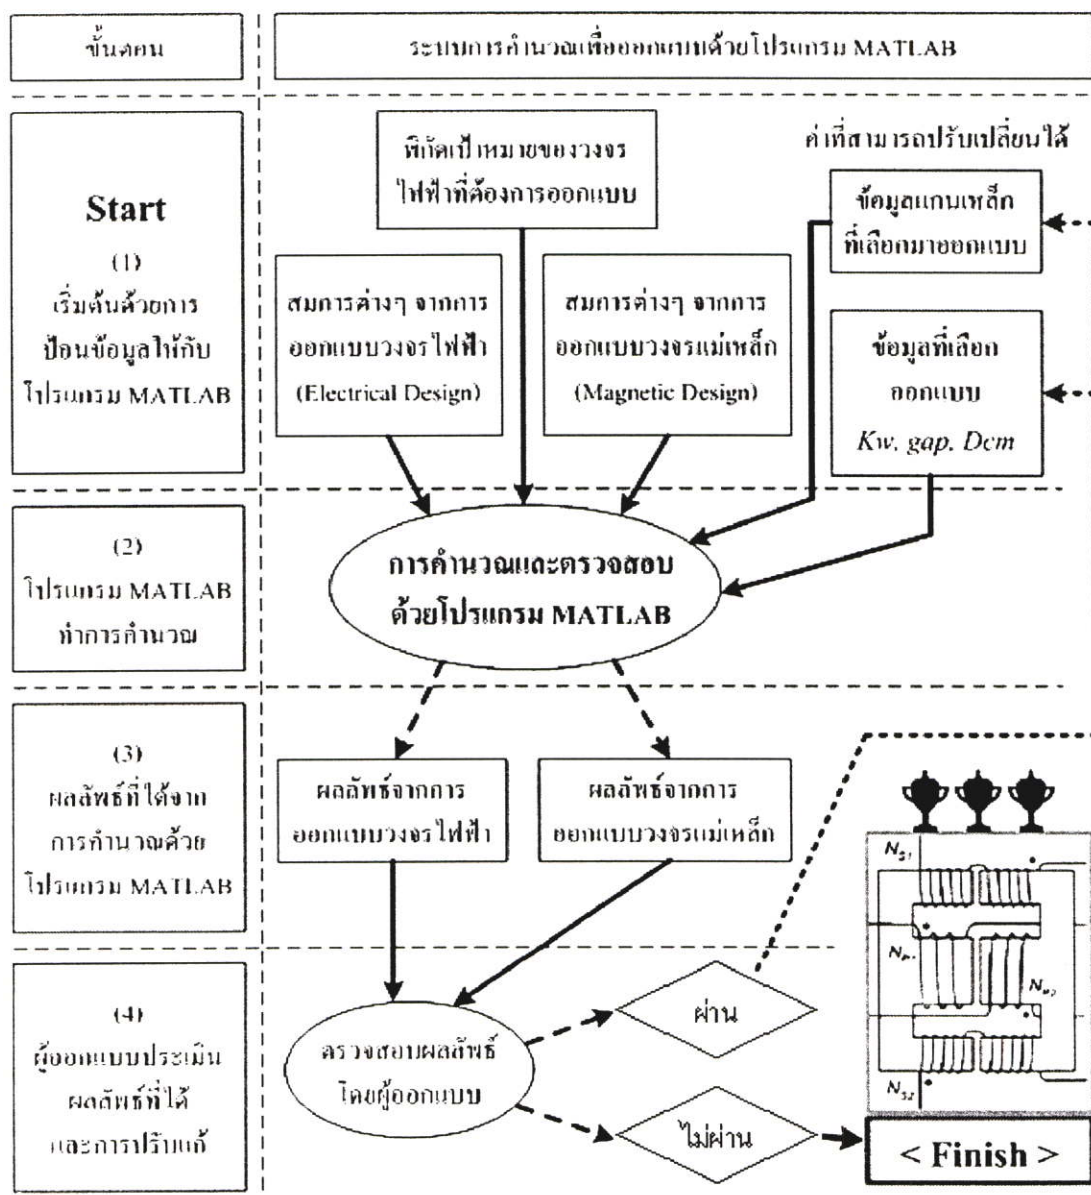 ขั้นตอน
ระบบการคำนวณเพื่อออกแบบด้วยโปรแกรม MATLAB
Start
(1)
เริ่มต้นด้วยการ
ป้อนข้อมูลให้กับ
โปรแกรม MATLAB
พิกัดเป้าหมายของวงจร
ไฟฟ้าที่ต้องการออกแบบ
ค่าที่สามารถปรับเปลี่ยนได้
ข้อมูลแกนเหล็ก
ที่เลือกมาออกแบบ
สมการต่างๆ จากการ
ออกแบบวงจรไฟฟ้า
(Electrical Design)
สมการต่างๆ จากการ
ออกแบบวงจรแม่เหล็ก
(Magnetic Design)
ข้อมูลที่เลือก
ออกแบบ
Kw, gap, Dcm
(2)
โปรแกรม MATLAB
ทำการคำนวณ
การคำนวณและตรวจสอบ
ด้วยโปรแกรม MATLAB
(3)
ผลลัพธ์ที่ได้จาก
การคำนวณด้วย
โปรแกรม MATLAB
ผลลัพธ์จากการ
ออกแบบวงจรไฟฟ้า
ผลลัพธ์จากการ
ออกแบบวงจรแม่เหล็ก
N_S1
N_P1
N_P2
N_S2
(4)
ผู้ออกแบบประเมิน
ผลลัพธ์ที่ได้
และการปรับแก้
ตรวจสอบผลลัพธ์
โดยผู้ออกแบบ
ผ่าน
ไม่ผ่าน
< Finish >